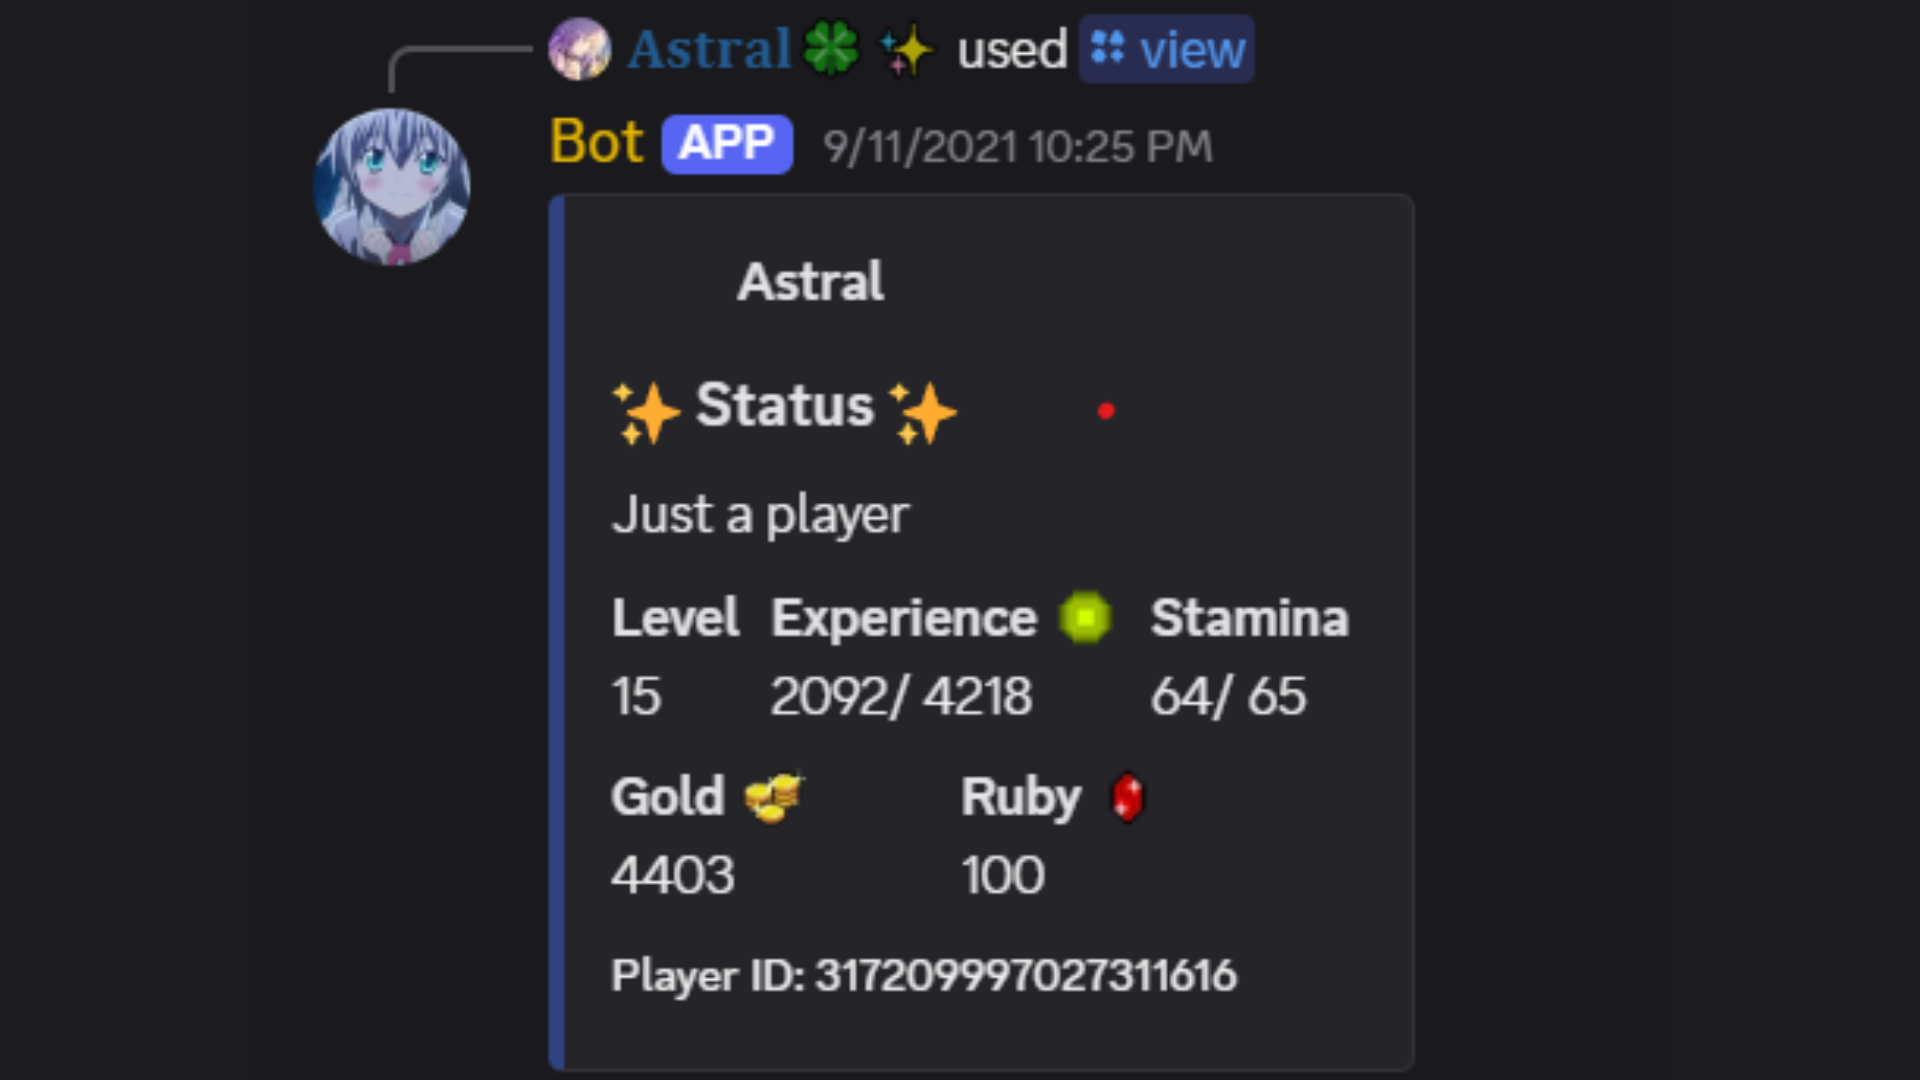 Astral🍀 ✨ used view
Bot APP 9/11/2021 10:25 PM
Astral
✨ Status ✨
Just a player
Level Experience Stamina
15 2092/ 4218 64/ 65
Gold Ruby
4403 100
Player ID: 317209997027311616